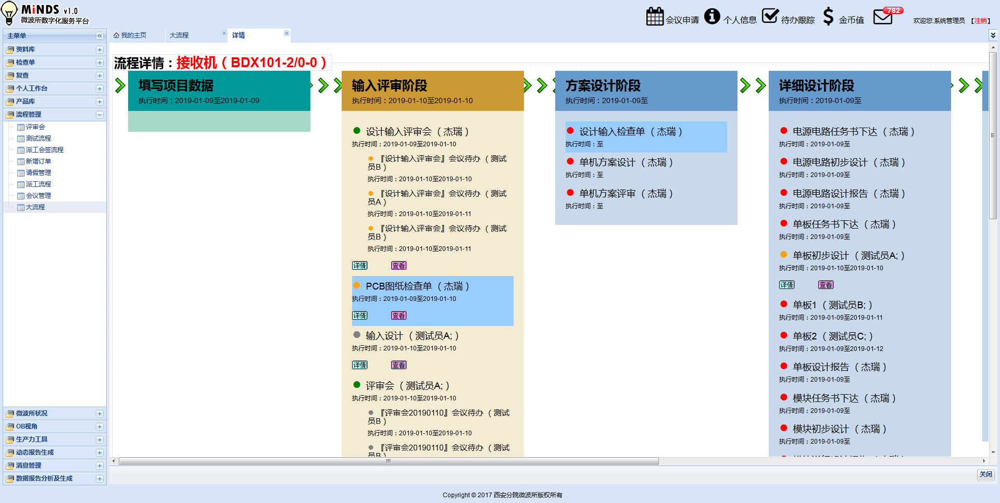 MiNDS v1.0
微波所数字化服务平台
会议申请
个人信息
待办跟踪
金币值
782
欢迎您:系统管理员 【注销】
主菜单
资料库
检查单
复查
个人工作台
产品库
流程管理
评审会
测试流程
派工会签流程
新增订单
请假管理
派工流程
会议管理
大流程
微波所状况
OB视角
生产力工具
动态报告生成
消息管理
数据报告分析及生成
我的主页
大流程
详情
流程详情：接收机（BDX101-2/0-0）
填写项目数据
执行时间：2019-01-09至2019-01-09
输入评审阶段
执行时间：2019-01-10至2019-01-10
设计输入评审会（杰瑞）
执行时间：2019-01-09至2019-01-10
『设计输入评审会』会议待办（测试
员B）
执行时间：2019-01-10至2019-01-10
『设计输入评审会』会议待办（测试
员A）
执行时间：2019-01-10至2019-01-11
『设计输入评审会』会议待办（测试
员B）
执行时间：2019-01-10至2019-01-11
详情 查看
PCB图纸检查单（杰瑞）
执行时间：2019-01-09至2019-01-10
详情 查看
输入设计（测试员A;）
执行时间：2019-01-10至2019-01-10
详情 查看
评审会（测试员A;）
执行时间：2019-01-10至2019-01-10
『评审会20190110』会议待办（测试
员B）
执行时间：2019-01-10至2019-01-10
『评审会20190110』会议待办（测试
员B）
方案设计阶段
执行时间：2019-01-09至
设计输入检查单（杰瑞）
执行时间：至
单机方案设计（杰瑞）
执行时间：至
单机方案评审（杰瑞）
执行时间：至
详细设计阶段
执行时间：2019-01-09至
电源电路任务书下达（杰瑞）
执行时间：2019-01-09至
电源电路初步设计（杰瑞）
执行时间：2019-01-09至
电源电路设计报告（杰瑞）
执行时间：2019-01-09至
单板任务书下达（杰瑞）
执行时间：2019-01-09至
单板初步设计（测试员A;）
执行时间：2019-01-10至2019-01-10
详情 查看
单板1（测试员B;）
执行时间：2019-01-09至2019-01-11
单板2（测试员C;）
执行时间：2019-01-09至2019-01-12
单板设计报告（杰瑞）
执行时间：2019-01-09至
模块任务书下达（杰瑞）
执行时间：2019-01-09至
模块初步设计（杰瑞）
执行时间：2019-01-09至
关闭
Copyright © 2017 西安分院微波所版权所有